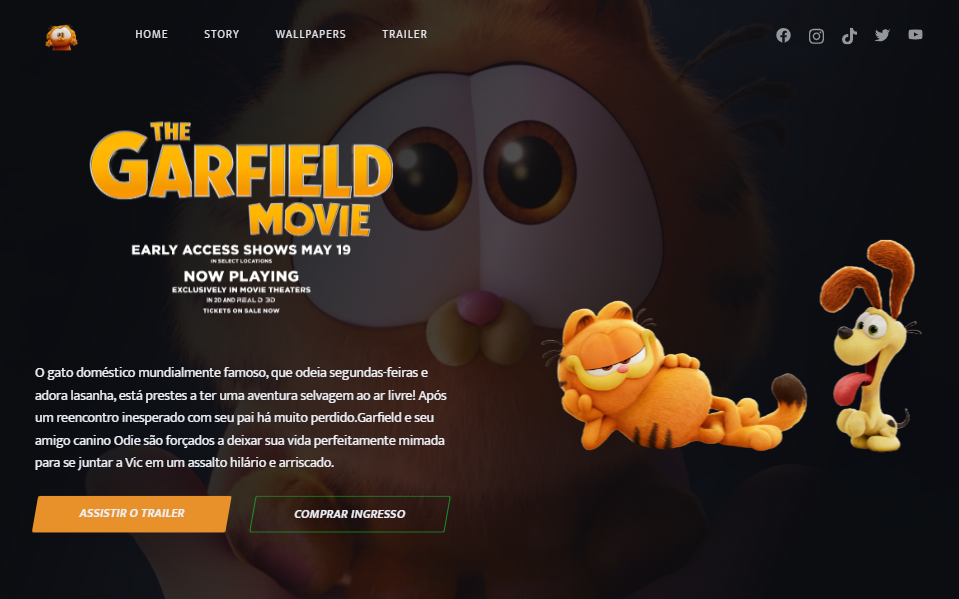 HOME STORY WALLPAPERS TRAILER
THE
GARFIELD
MOVIE
EARLY ACCESS SHOWS MAY 19
IN SELECT LOCATIONS
NOW PLAYING
EXCLUSIVELY IN MOVIE THEATERS
IN 2D AND REAL D 3D
TICKETS ON SALE NOW
O gato doméstico mundialmente famoso, que odeia segundas-feiras e
adora lasanha, está prestes a ter uma aventura selvagem ao ar livre! Após
um reencontro inesperado com seu pai há muito perdido.Garfield e seu
amigo canino Odie são forçados a deixar sua vida perfeitamente mimada
para se juntar a Vic em um assalto hilário e arriscado.
ASSISTIR O TRAILER
COMPRAR INGRESSO